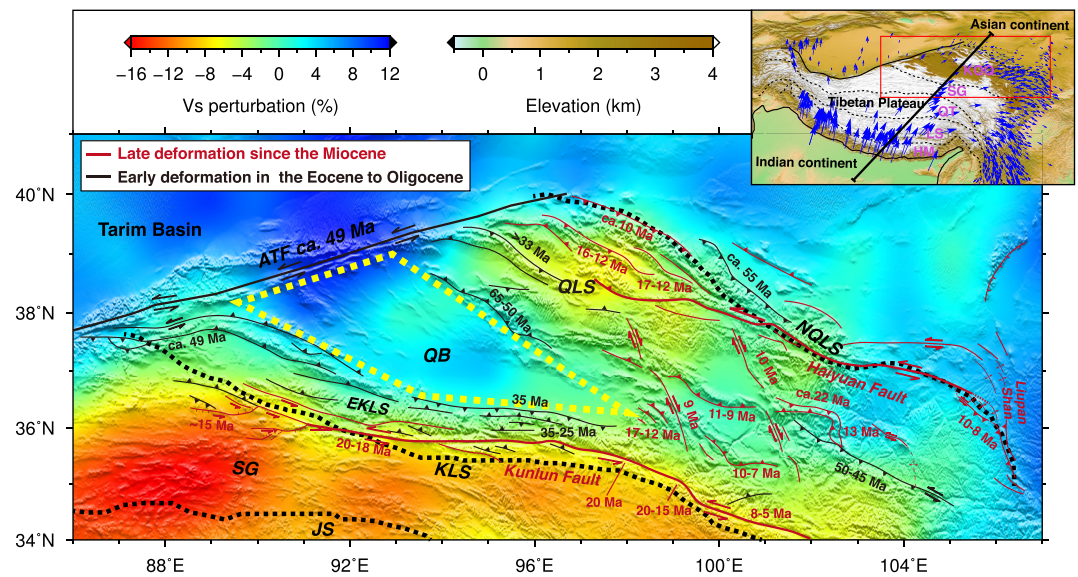 −16 −12 −8 −4 0 4 8 12
Vs perturbation (%)
0 1 2 3 4
Elevation (km)
Asian continent
SG
Tibetan Plateau
QT
LS
HM
Indian continent
Late deformation since the Miocene
Early deformation in the Eocene to Oligocene
40˚N
38˚N
36˚N
34˚N
Tarim Basin
ATF ca. 49 Ma
ca.10 Ma
>33 Ma
16-12 Ma
17-12 Ma
ca. 55 Ma
QLS
65-50 Ma
NQLS
ca. 49 Ma
QB
Haiyuan Fault
10 Ma
Liupan Shan
EKLS
35 Ma
9 Ma
11-9 Ma
ca.22 Ma
10-8 Ma
~15 Ma
20-18 Ma
35-25 Ma
17-12 Ma
13 Ma
SG
KLS
Kunlun Fault
10-7 Ma
50-45 Ma
20 Ma
20-15 Ma
8-5 Ma
JS
88˚E 92˚E 96˚E 100˚E 104˚E